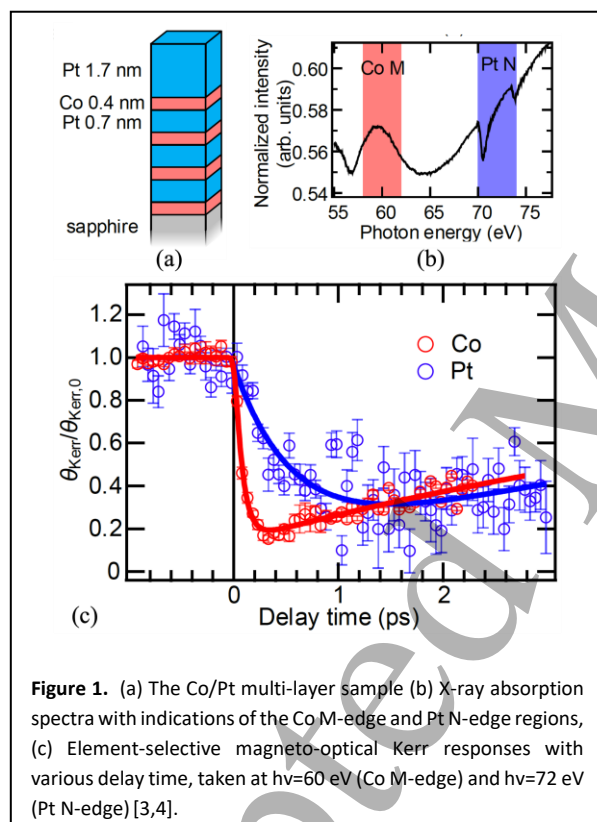 Pt 1.7 nm
Co 0.4 nm
Pt 0.7 nm
sapphire
(a)
Normalized intensity
(arb. units)
0.60
0.58
0.56
0.54
Co M
Pt N
55 60 65 70 75
Photon energy (eV)
(b)
θKerr/θKerr,0
1.2
1.0
0.8
0.6
0.4
0.2
0
Co
Pt
0 1 2
Delay time (ps)
(c)
Figure 1. (a) The Co/Pt multi-layer sample (b) X-ray absorption
spectra with indications of the Co M-edge and Pt N-edge regions,
(c) Element-selective magneto-optical Kerr responses with
various delay time, taken at hν=60 eV (Co M-edge) and hν=72 eV
(Pt N-edge) [3,4].